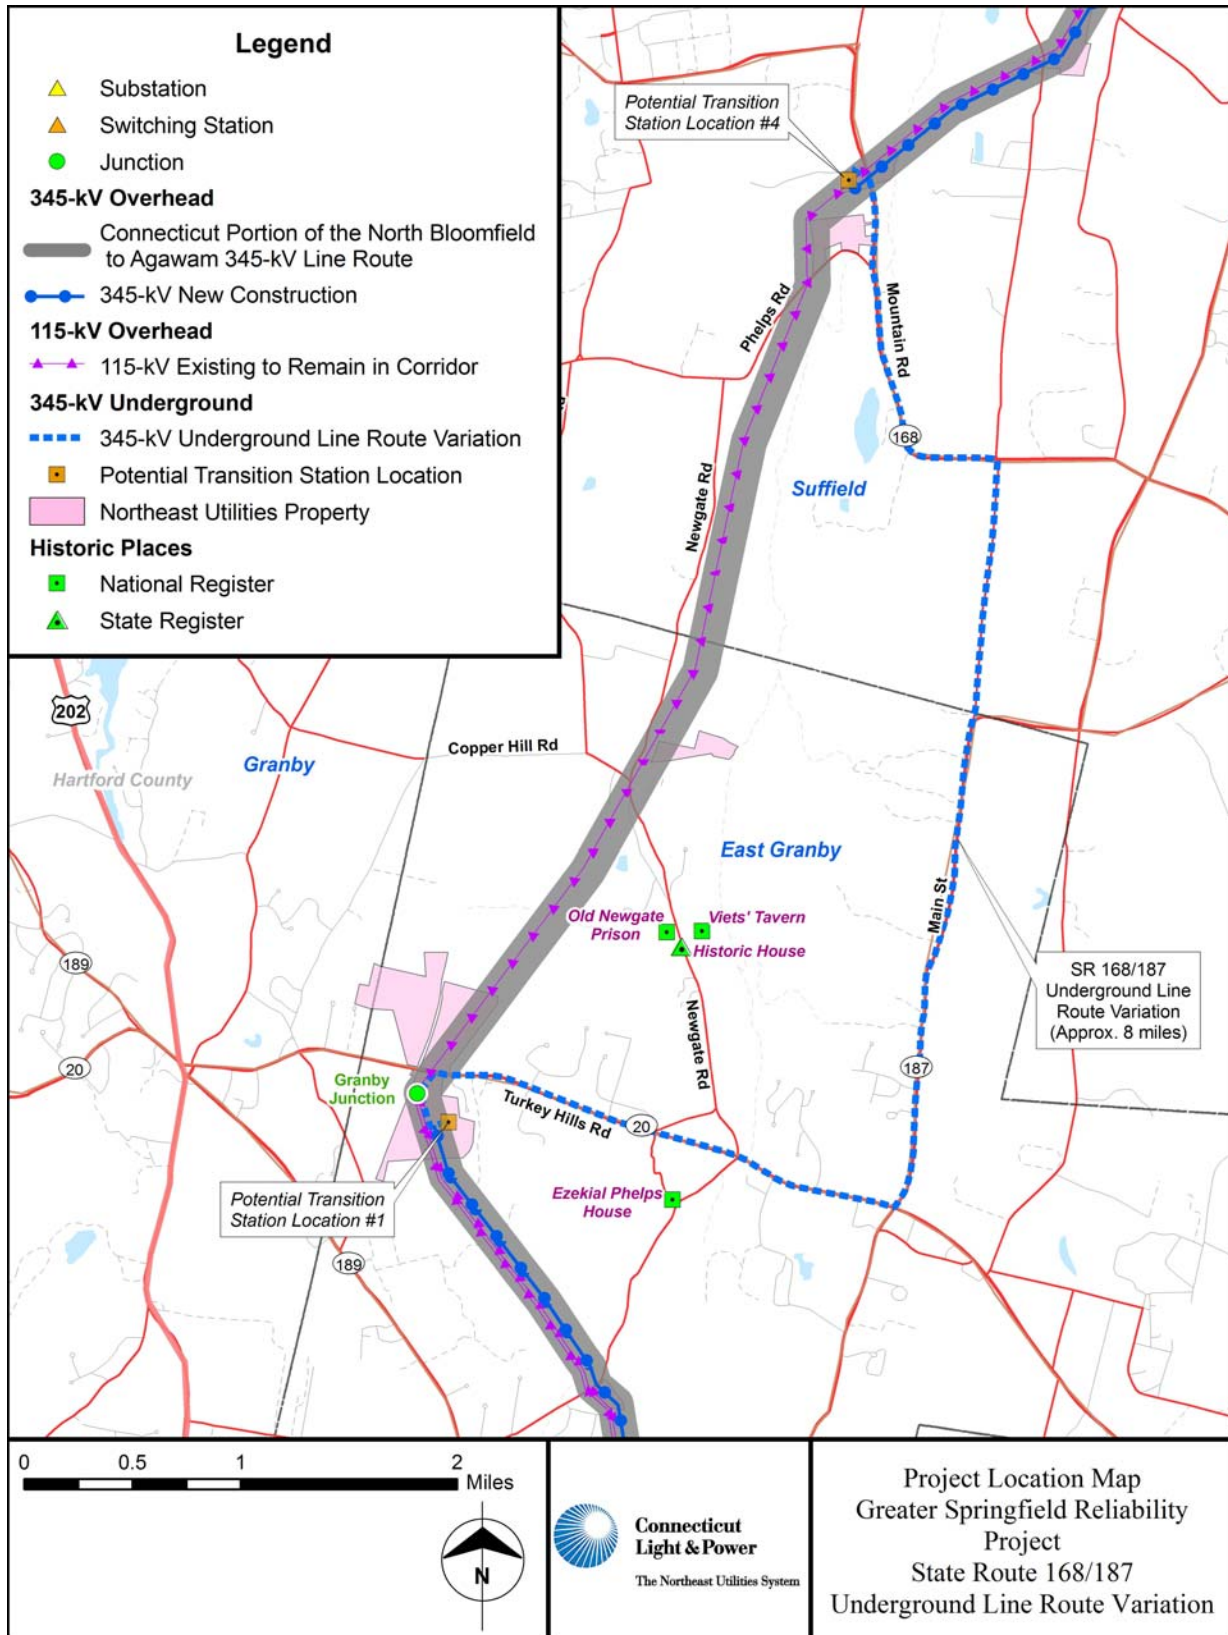 Legend
Substation
Switching Station
Junction
345-kV Overhead
Connecticut Portion of the North Bloomfield
to Agawam 345-kV Line Route
345-kV New Construction
115-kV Overhead
115-kV Existing to Remain in Corridor
345-kV Underground
345-kV Underground Line Route Variation
Potential Transition Station Location
Northeast Utilities Property
Historic Places
National Register
State Register
Potential Transition
Station Location #4
Phelps Rd
Mountain Rd
168
Suffield
Newgate Rd
202
Copper Hill Rd
Granby
Hartford County
East Granby
Main St
Old Newgate
Prison
Viets' Tavern
Historic House
189
SR 168/187
Underground Line
Route Variation
(Approx. 8 miles)
20
187
Granby
Junction
Newgate Rd
Turkey Hills Rd
20
Potential Transition
Station Location #1
Ezekial Phelps
House
189
0 0.5 1 2
Miles
N
Connecticut
Light & Power
The Northeast Utilities System
Project Location Map
Greater Springfield Reliability
Project
State Route 168/187
Underground Line Route Variation